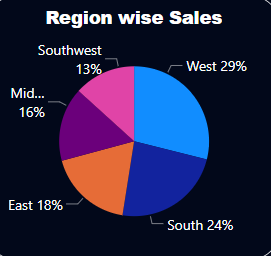 Region wise Sales
Southwest
13%
West 29%
Mid...
16%
East 18%
South 24%